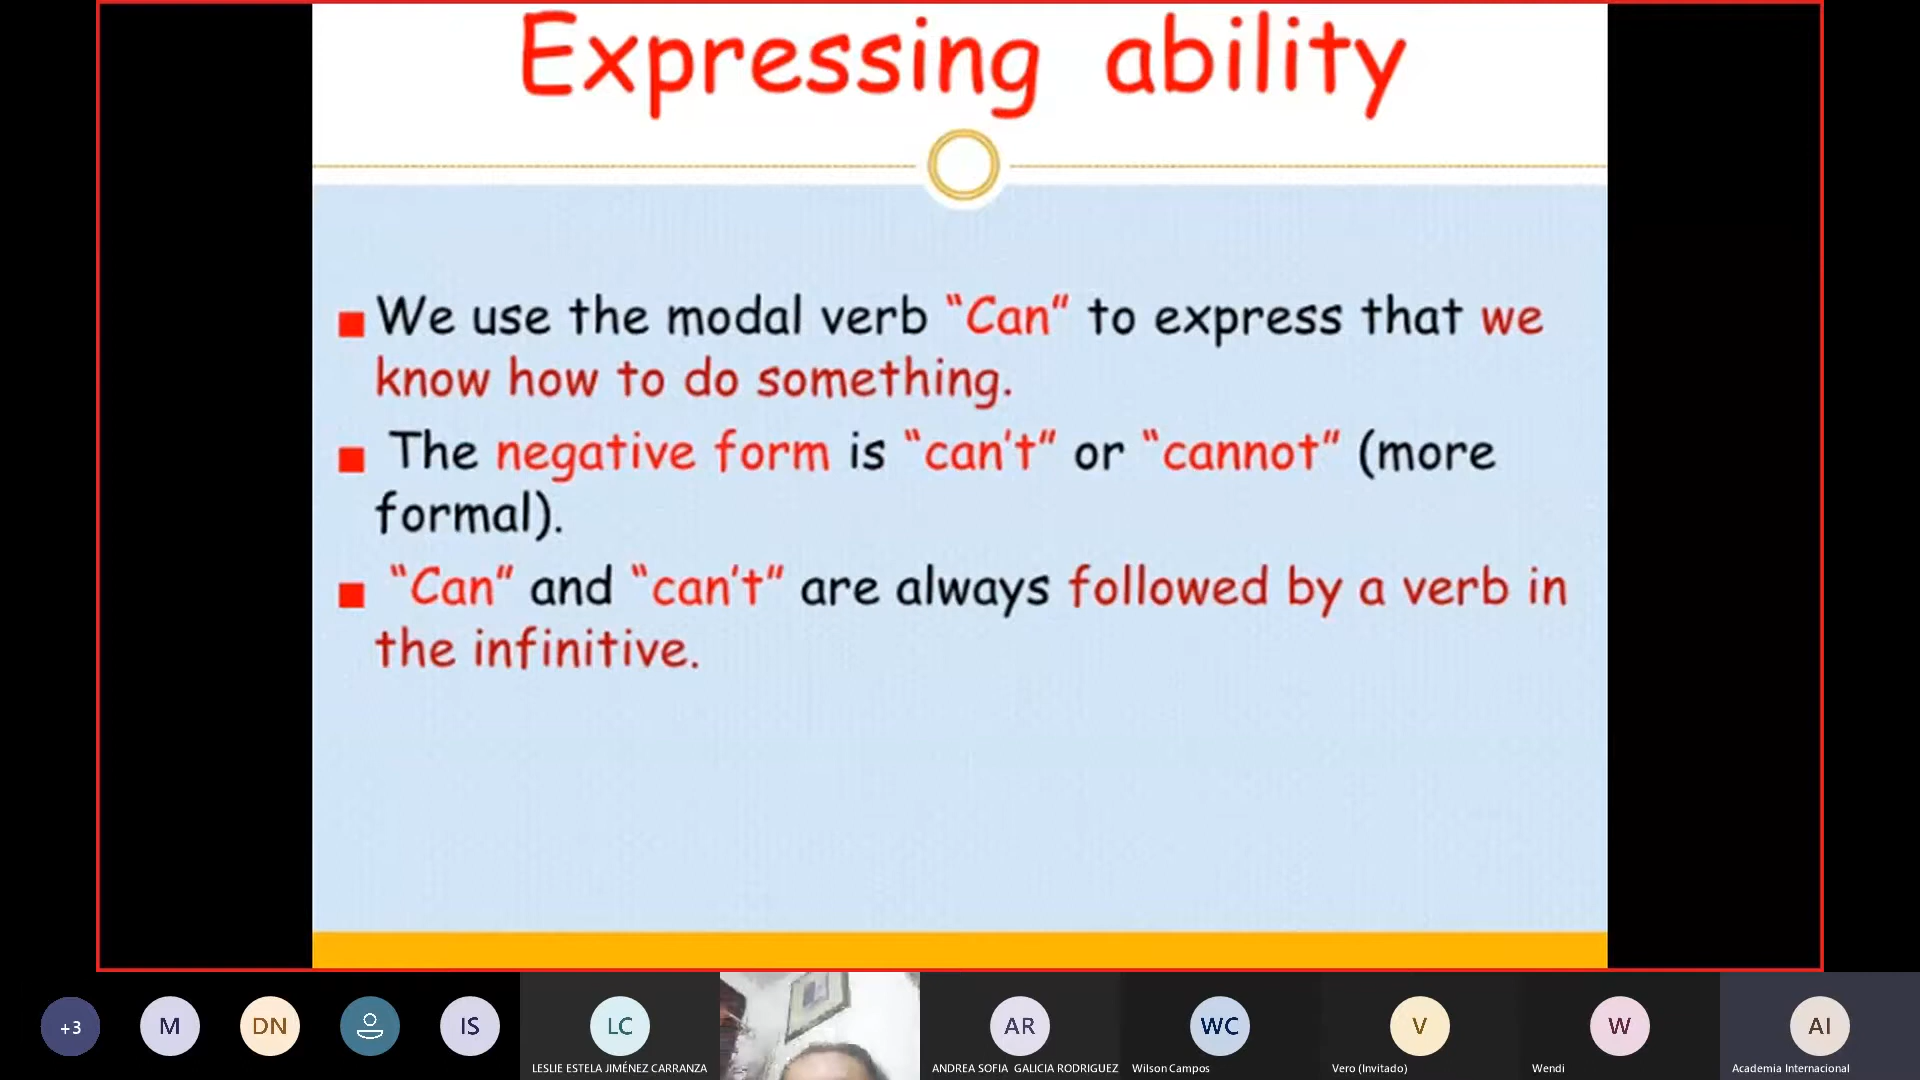 Expressing ability
We use the modal verb “Can” to express that we
know how to do something.
The negative form is “can’t” or “cannot” (more
formal).
“Can” and “can’t” are always followed by a verb in
the infinitive.
+3
M
DN
IS
LC
AR
WC
V
W
AI
LESLIE ESTELA JIMÉNEZ CARRANZA
ANDREA SOFIA GALICIA RODRIGUEZ
Wilson Campos
Vero (Invitado)
Wendi
Academia Internacional